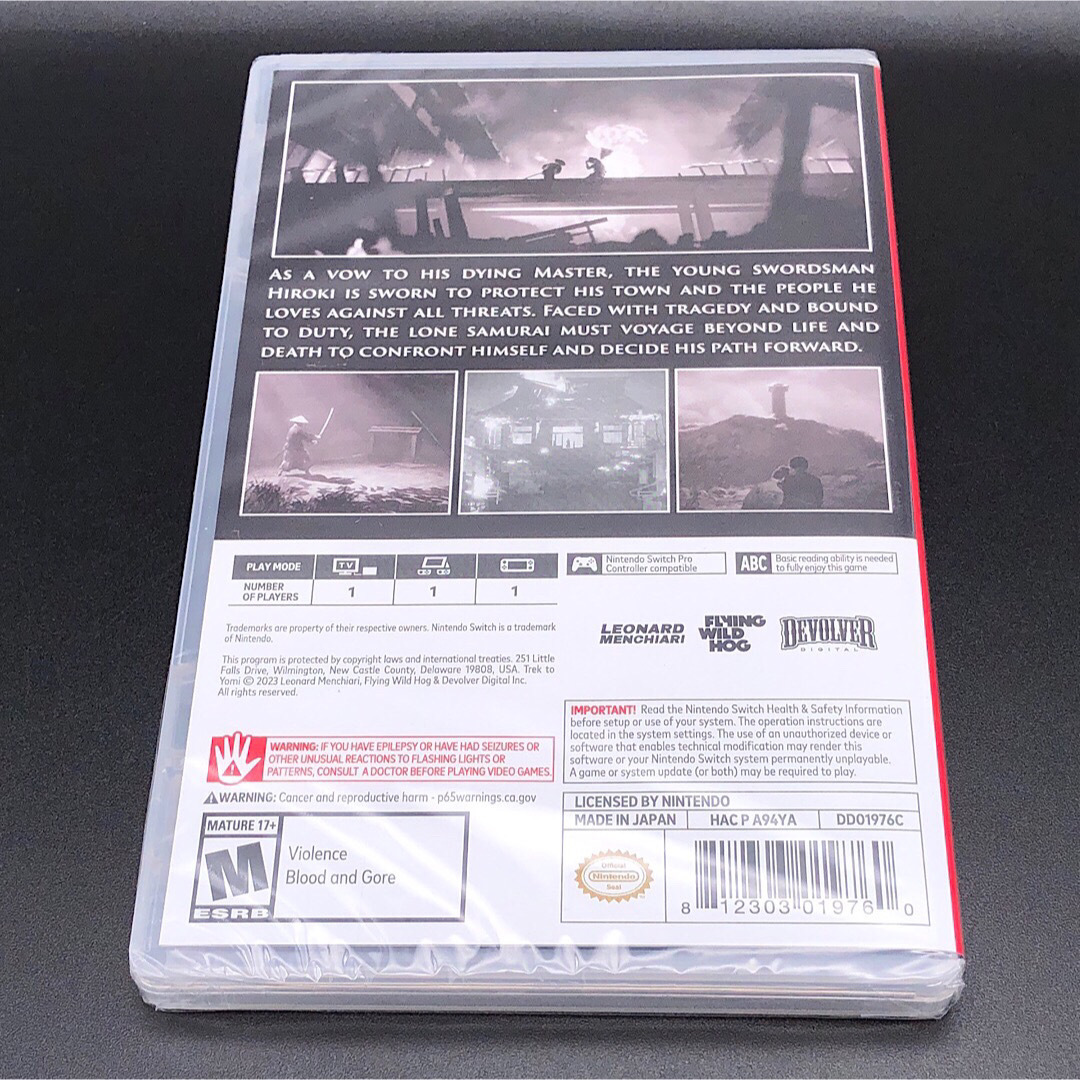 AS A VOW TO HIS DYING MASTER, THE YOUNG SWORDSMAN
HIROKI IS SWORN TO PROTECT HIS TOWN AND THE PEOPLE HE
LOVES AGAINST ALL THREATS. FACED WITH TRAGEDY AND BOUND
TO DUTY, THE LONE SAMURAI MUST VOYAGE BEYOND LIFE AND
DEATH TO CONFRONT HIMSELF AND DECIDE HIS PATH FORWARD.
PLAY MODE TV
NUMBER
OF PLAYERS
1 1 1
Nintendo Switch Pro
Controller compatible
ABC
Basic reading ability is needed
to fully enjoy this game
Trademarks are property of their respective owners. Nintendo Switch is a trademark
of Nintendo.
This program is protected by copyright laws and international treaties. 251 Little
Falls Drive, Wilmington, New Castle County, Delaware 19808, USA. Trek to
Yomi © 2023 Leonard Menchiari, Flying Wild Hog & Devolver Digital Inc.
All rights reserved.
LEONARD
MENCHIARI
FLYING
WILD
HOG
DEVOLVER
DIGITAL
WARNING: IF YOU HAVE EPILEPSY OR HAVE HAD SEIZURES OR
OTHER UNUSUAL REACTIONS TO FLASHING LIGHTS OR
PATTERNS, CONSULT A DOCTOR BEFORE PLAYING VIDEO GAMES.
WARNING: Cancer and reproductive harm - p65warnings.ca.gov
IMPORTANT! Read the Nintendo Switch Health & Safety Information
before setup or use of your system. The operation instructions are
located in the system settings. The use of an unauthorized device or
software that enables technical modification may render this
software or your Nintendo Switch system permanently unplayable.
A game or system update (or both) may be required to play.
MATURE 17+
M
ESRB
Violence
Blood and Gore
LICENSED BY NINTENDO
MADE IN JAPAN HAC P A94YA DD01976C
Official
Nintendo
Seal
8 12303 01976 0